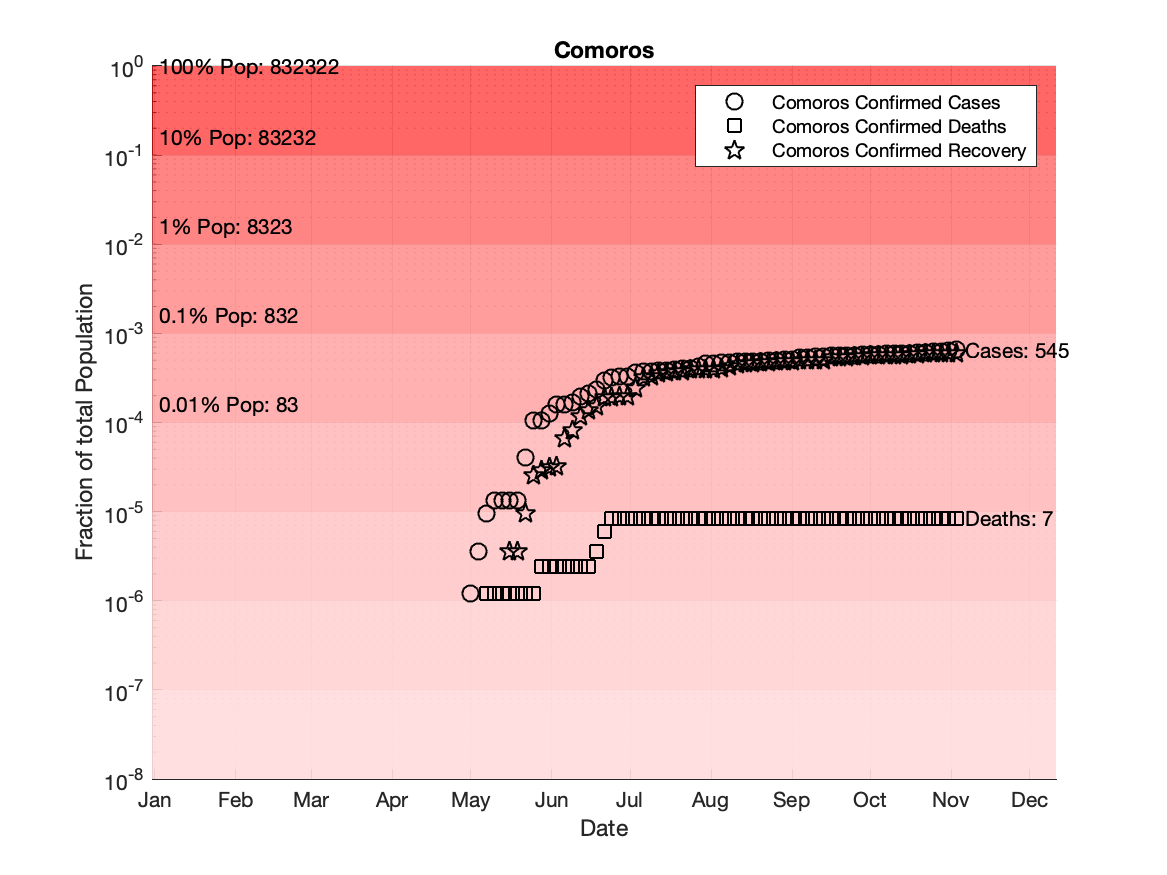 Comoros
10^0
100% Pop: 832322
Comoros Confirmed Cases
Comoros Confirmed Deaths
Comoros Confirmed Recovery
10% Pop: 83232
10^-1
1% Pop: 8323
10^-2
0.1% Pop: 832
10^-3
Cases: 545
0.01% Pop: 83
10^-4
10^-5
Deaths: 7
10^-6
10^-7
10^-8
Fraction of total Population
Jan Feb Mar Apr May Jun Jul Aug Sep Oct Nov Dec
Date